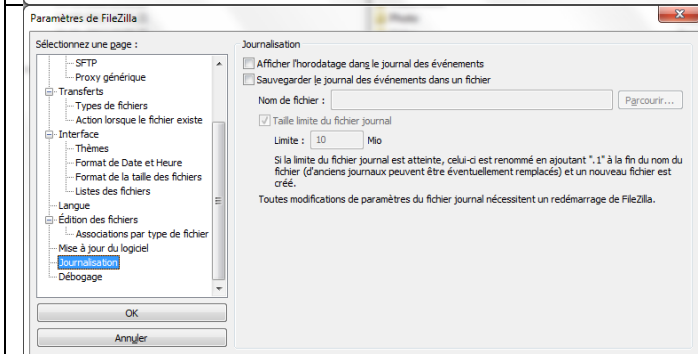 Paramètres de FileZilla
Sélectionnez une page :
SFTP
Proxy générique
Transferts
Types de fichiers
Action lorsque le fichier existe
Interface
Thèmes
Format de Date et Heure
Format de la taille des fichiers
Listes des fichiers
Langue
Édition des fichiers
Associations par type de fichier
Mise à jour du logiciel
Journalisation
Débogage
OK
Annuler
Journalisation
Afficher l'horodatage dans le journal des événements
Sauvegarder le journal des événements dans un fichier
Nom de fichier :
Parcourir...
Taille limite du fichier journal
Limite : 10 Mio
Si la limite du fichier journal est atteinte, celui-ci est renommé en ajoutant ".1" à la fin du nom du
fichier (d'anciens journaux peuvent être éventuellement remplacés) et un nouveau fichier est
créé.
Toutes modifications de paramètres du fichier journal nécessitent un redémarrage de FileZilla.